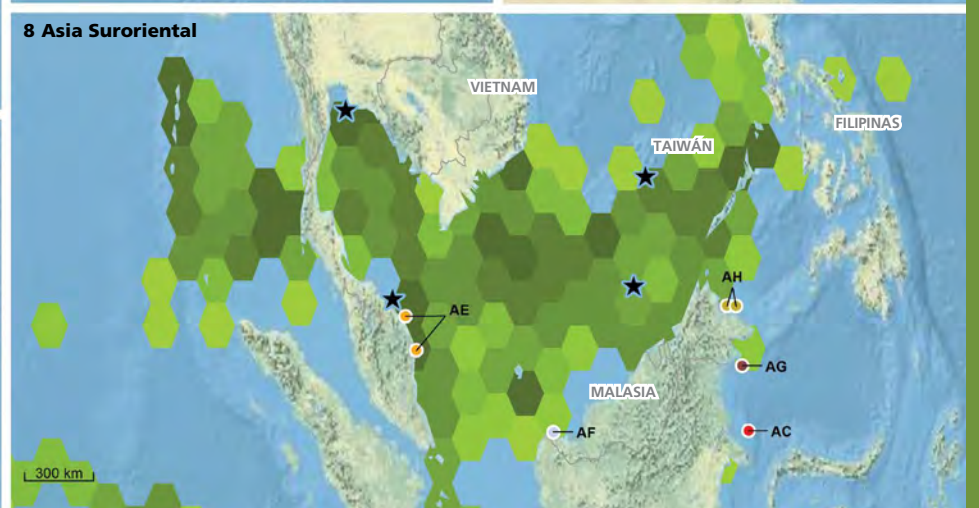 8 Asia Suroriental
VIETNAM
FILIPINAS
TAIWÁN
AH
AE
AG
MALASIA
AF
AC
300 km